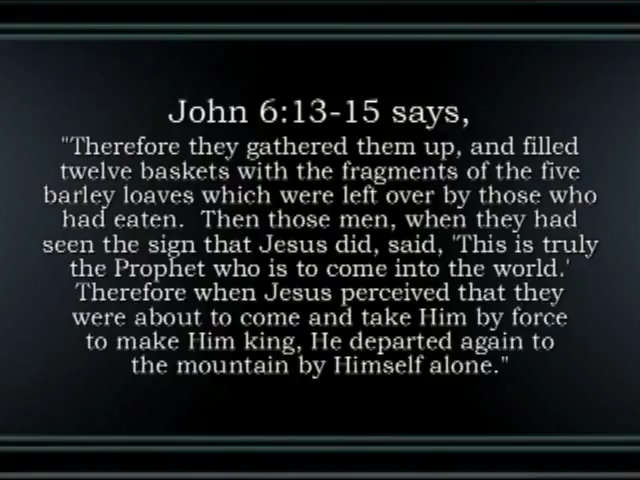 John 6:13-15 says,
"Therefore they gathered them up, and filled
twelve baskets with the fragments of the five
barley loaves which were left over by those who
had eaten.  Then those men, when they had
seen the sign that Jesus did, said, 'This is truly
the Prophet who is to come into the world.'
Therefore when Jesus perceived that they
were about to come and take Him by force
to make Him king, He departed again to
the mountain by Himself alone."